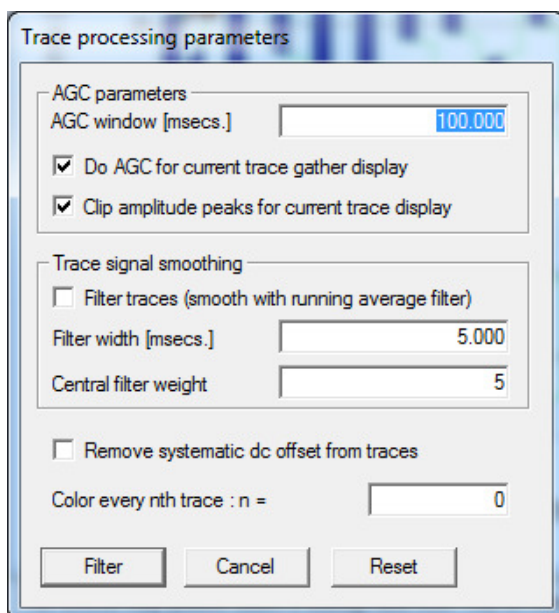 Trace processing parameters
AGC parameters
AGC window [msecs.] 100.000
Do AGC for current trace gather display
Clip amplitude peaks for current trace display
Trace signal smoothing
Filter traces (smooth with running average filter)
Filter width [msecs.] 5.000
Central filter weight 5
Remove systematic dc offset from traces
Color every nth trace : n = 0
Filter Cancel Reset